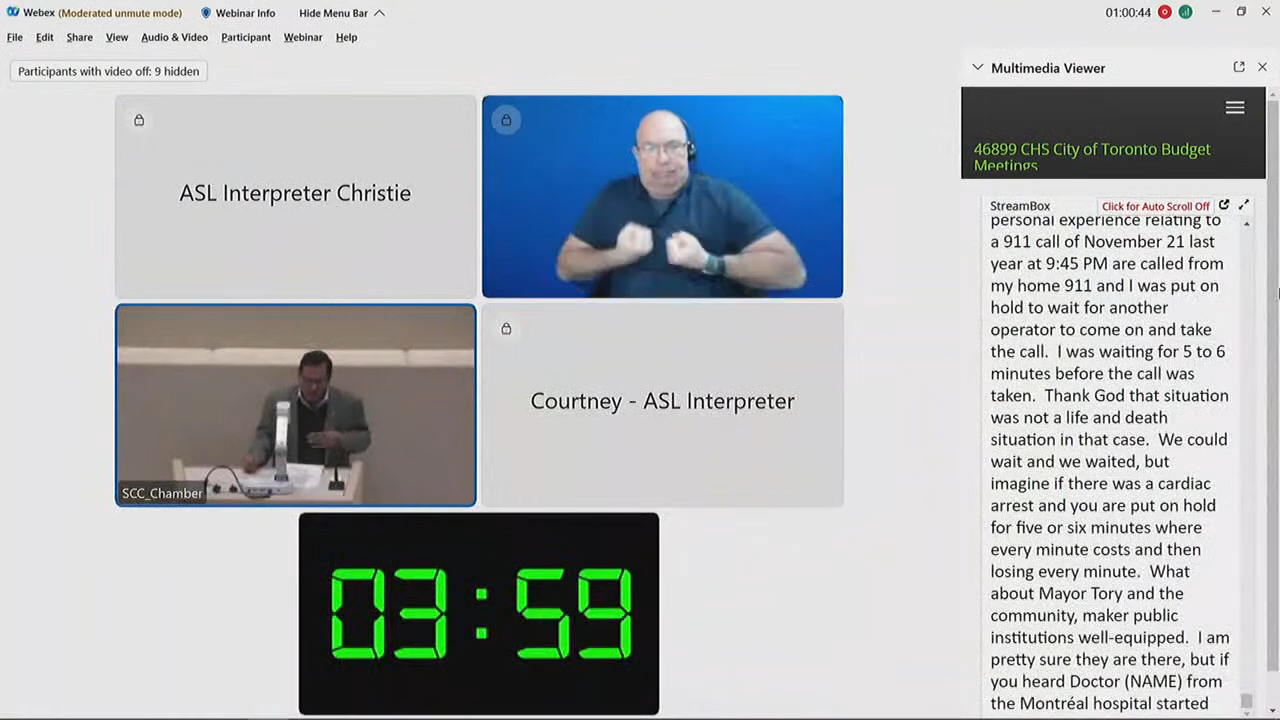 Webex (Moderated unmute mode) Webinar Info Hide Menu Bar 01:00:44
File Edit Share View Audio & Video Participant Webinar Help
Participants with video off: 9 hidden
ASL Interpreter Christie
SCC_Chamber
Courtney - ASL Interpreter
03:59
Multimedia Viewer
46899 CHS City of Toronto Budget
Meetings
StreamBox Click for Auto Scroll Off
personal experience relating to
a 911 call of November 21 last
year at 9:45 PM are called from
my home 911 and I was put on
hold to wait for another
operator to come on and take
the call. I was waiting for 5 to 6
minutes before the call was
taken. Thank God that situation
was not a life and death
situation in that case. We could
wait and we waited, but
imagine if there was a cardiac
arrest and you are put on hold
for five or six minutes where
every minute costs and then
losing every minute. What
about Mayor Tory and the
community, maker public
institutions well-equipped. I am
pretty sure they are there, but if
you heard Doctor (NAME) from
the Montréal hospital started